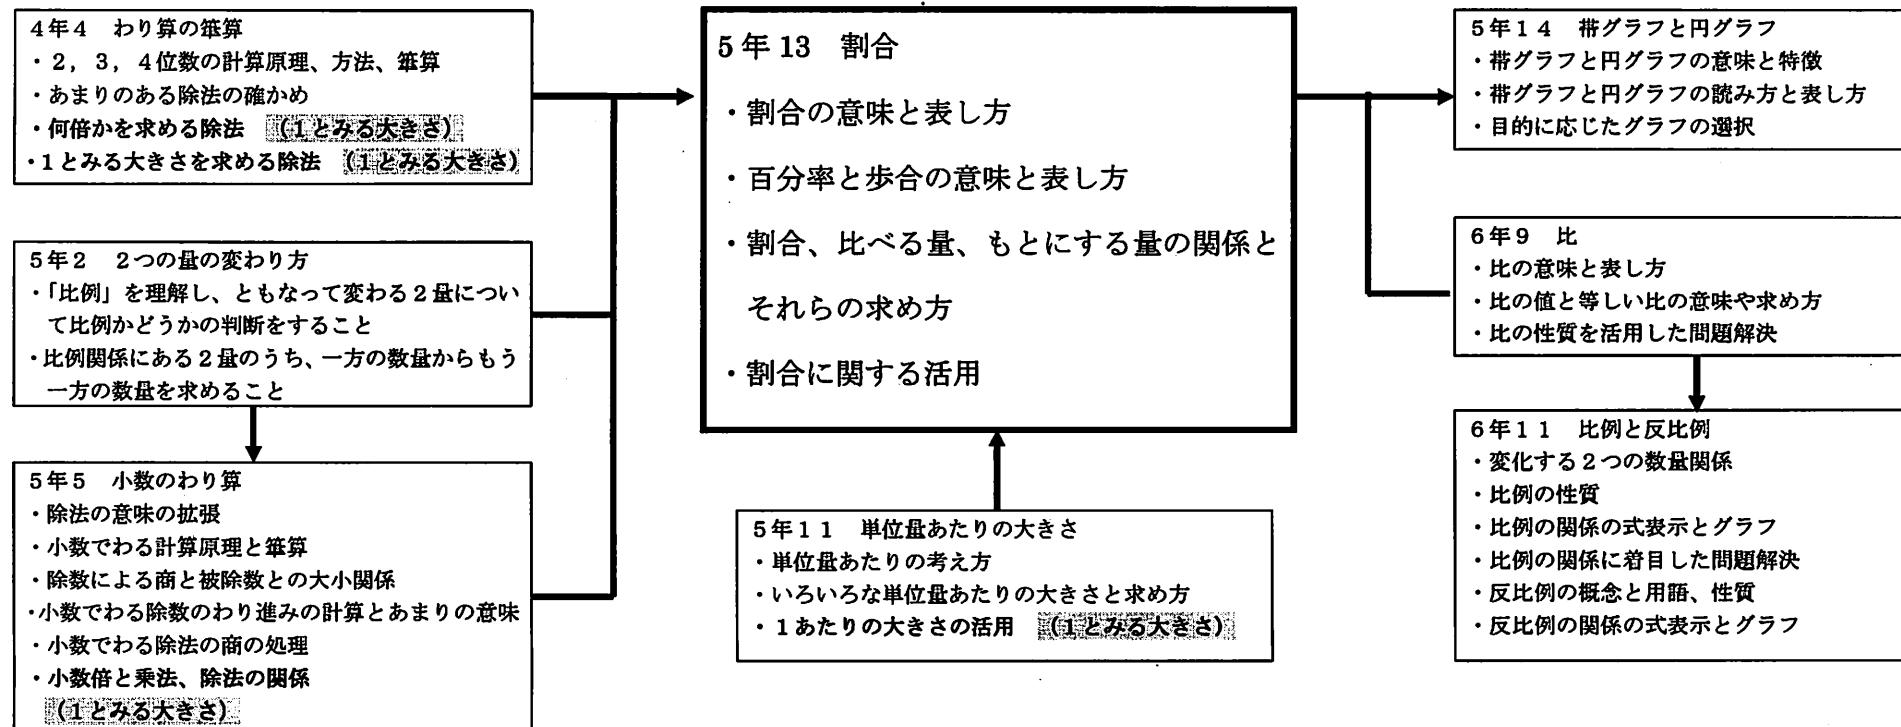 4年4　わり算の筆算
・2，3，4位数の計算原理、方法、筆算
・あまりのある除法の確かめ
・何倍かを求める除法　（1とみる大きさ）
・1とみる大きさを求める除法　（1とみる大きさ）
5年2　2つの量の変わり方
・「比例」を理解し、ともなって変わる2量につい
て比例かどうかの判断をすること
・比例関係にある2量のうち、一方の数量からもう
一方の数量を求めること
5年5　小数のわり算
・除法の意味の拡張
・小数でわる計算原理と筆算
・除数による商と被除数との大小関係
・小数でわる除数のわり進みの計算とあまりの意味
・小数でわる除法の商の処理
・小数倍と乗法、除法の関係
（1とみる大きさ）
5年13　割合
・割合の意味と表し方
・百分率と歩合の意味と表し方
・割合、比べる量、もとにする量の関係と
それらの求め方
・割合に関する活用
5年11　単位量あたりの大きさ
・単位量あたりの考え方
・いろいろな単位量あたりの大きさと求め方
・1あたりの大きさの活用　（1とみる大きさ）
5年14　帯グラフと円グラフ
・帯グラフと円グラフの意味と特徴
・帯グラフと円グラフの読み方と表し方
・目的に応じたグラフの選択
6年9　比
・比の意味と表し方
・比の値と等しい比の意味や求め方
・比の性質を活用した問題解決
6年11　比例と反比例
・変化する2つの数量関係
・比例の性質
・比例の関係の式表示とグラフ
・比例の関係に着目した問題解決
・反比例の概念と用語、性質
・反比例の関係の式表示とグラフ